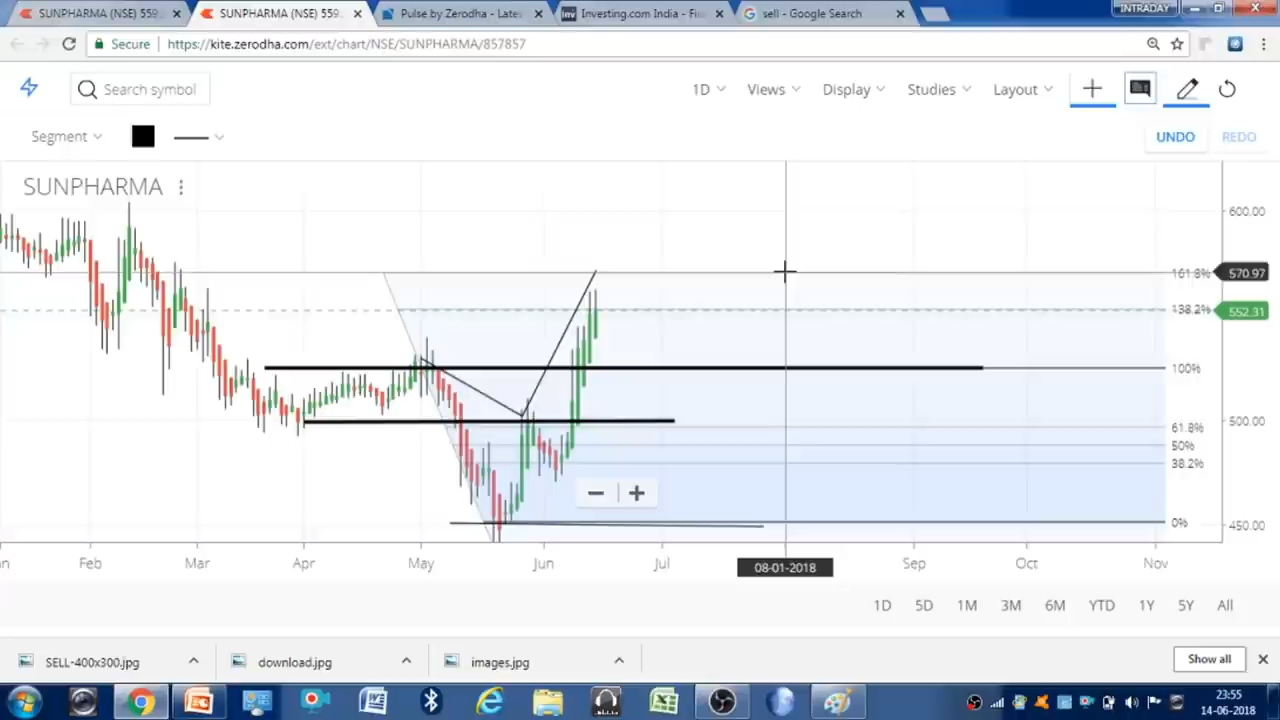 SUNPHARMA (NSE) 559
SUNPHARMA (NSE) 559
Pulse by Zerodha - Lates
Investing.com India - Fi
sell - Google Search
INTRADAY
Secure
https://kite.zerodha.com/ext/chart/NSE/SUNPHARMA/857857
Search symbol
1D
Views
Display
Studies
Layout
Segment
UNDO
REDO
SUNPHARMA
600.00
161.8%
570.97
138.2%
552.31
100%
500.00
61.8%
50%
38.2%
0%
450.00
Feb
Mar
Apr
May
Jun
Jul
08-01-2018
Sep
Oct
Nov
1D
5D
1M
3M
6M
YTD
1Y
5Y
All
SELL-400x300.jpg
download.jpg
images.jpg
Show all
23:55
14-06-2018